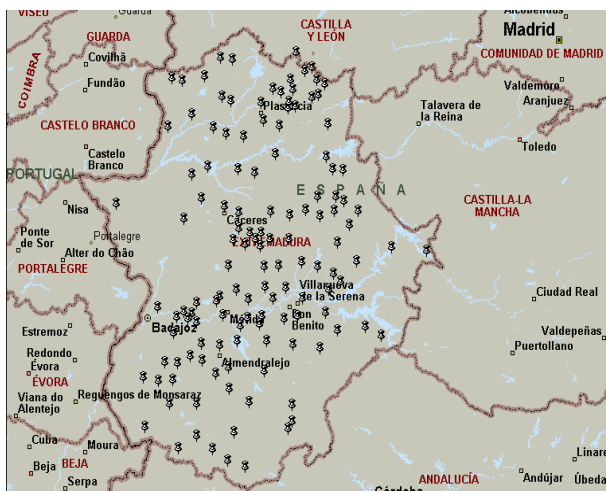 VISEU
Guarda
GUARDA
CASTILLA
Y LEÓN
Alcobendas
Madrid
COMUNIDAD DE MADRID
Covilhã
COIMBRA
Fundão
Valdemoro
Aranjuez
Plasencia
Talavera de
la Reina
CASTELO BRANCO
Toledo
Castelo
Branco
PORTUGAL
ESPAÑA
CASTILLA-LA
MANCHA
Nisa
Cáceres
Ponte
de Sor
Portalegre
EXTREMADURA
Alter do Chão
PORTALEGRE
Villanueva
de la Serena
Ciudad Real
Badajoz
Mérida
Don
Benito
Estremoz
Valdepeñas
Puertollano
Redondo
Évora
Almendralejo
ÉVORA
Reguengos de Monsaraz
Viana do
Alentejo
Cuba
Moura
Beja
BEJA
Serpa
Linares
ANDALUCÍA
Andújar
Úbeda
Córdoba